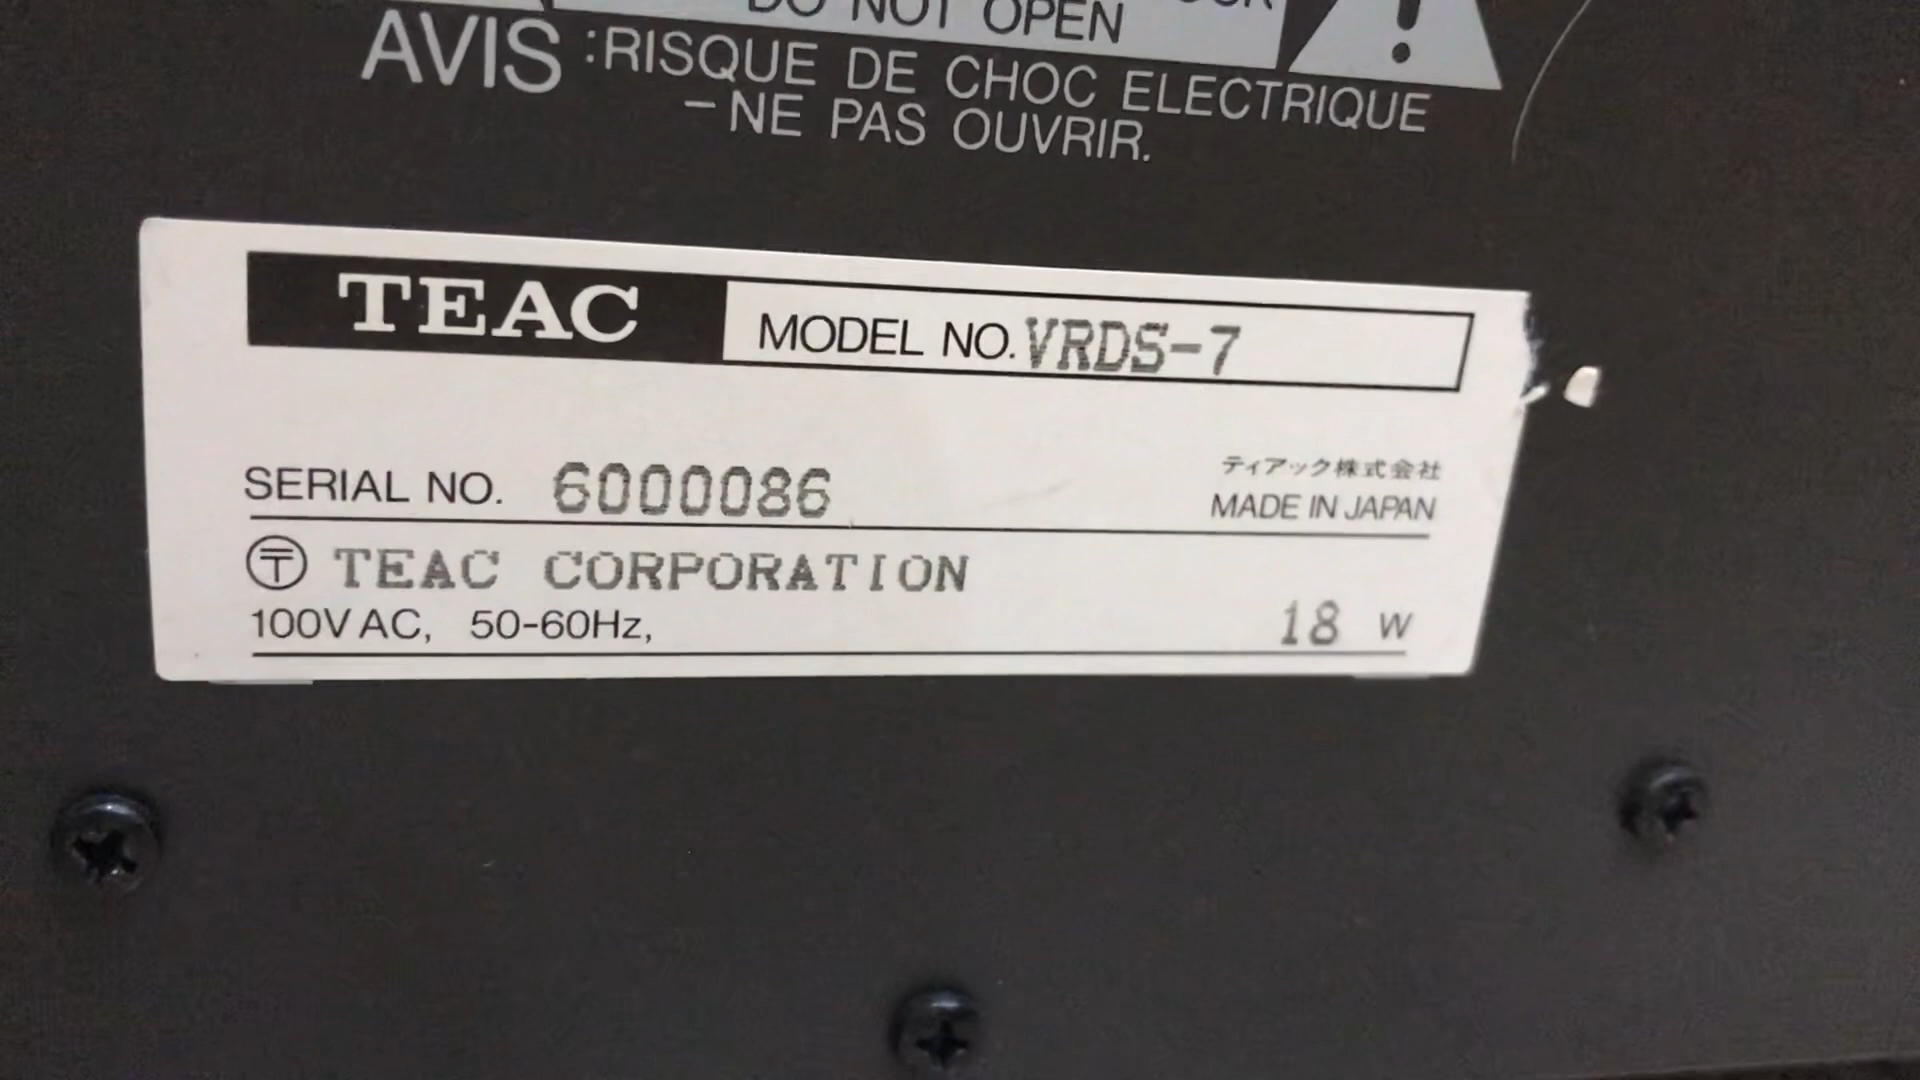 DO NOT OPEN
AVIS :RISQUE DE CHOC ELECTRIQUE
–NE PAS OUVRIR.
TEAC MODEL NO. VRDS-7
ティアック株式会社
SERIAL NO. 6000086 MADE IN JAPAN
〶 TEAC CORPORATION
100V AC, 50-60Hz, 18 W